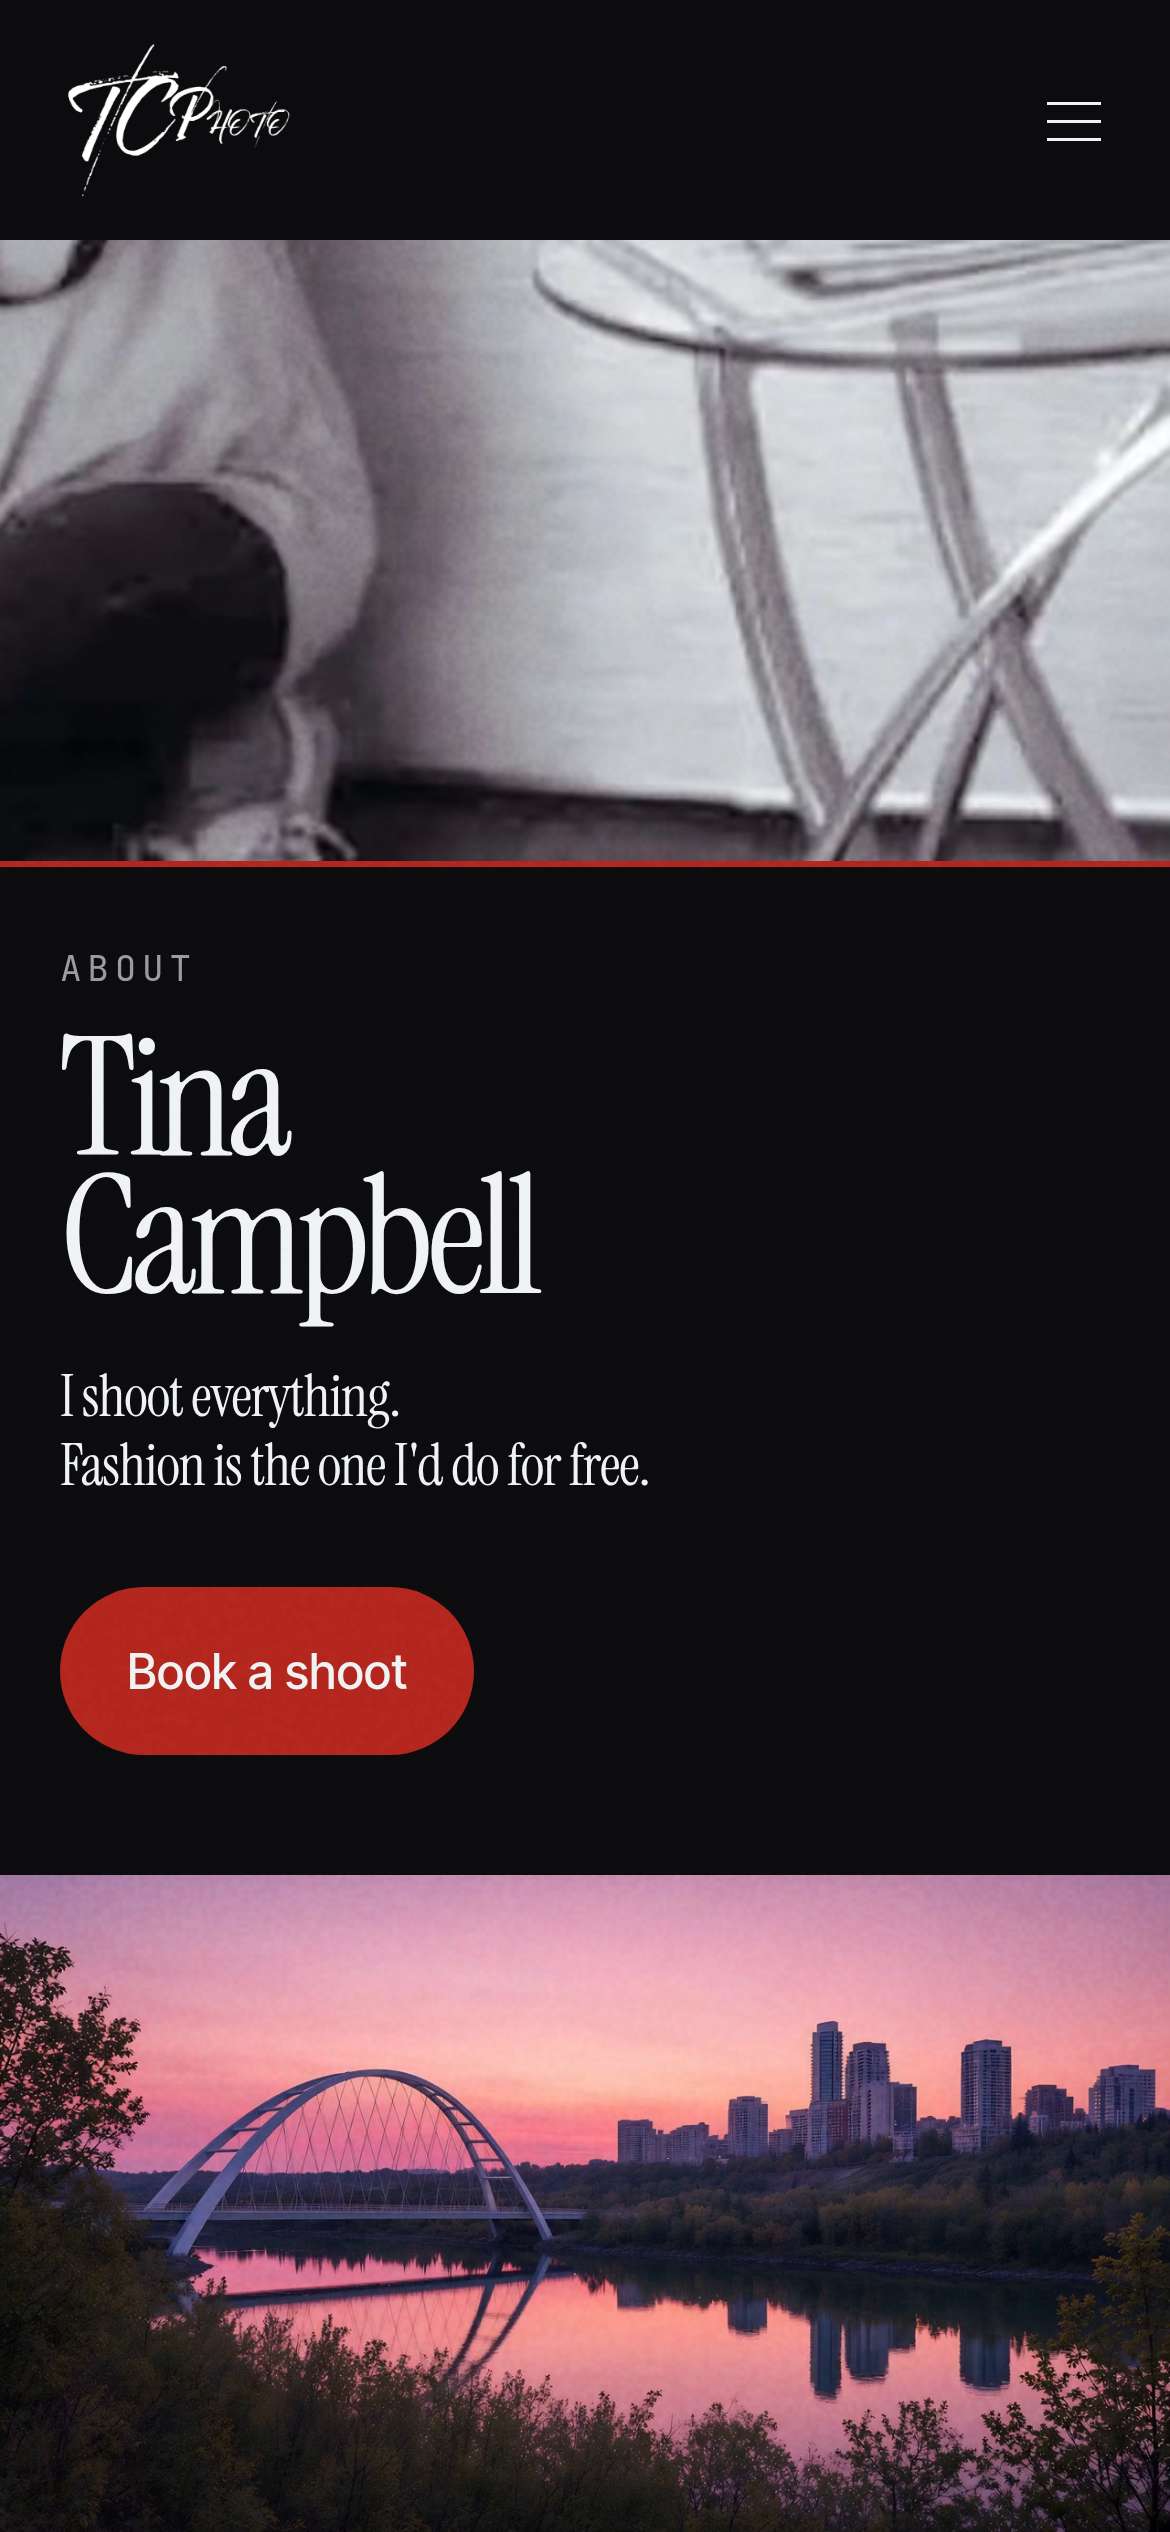 TCPhoto
ABOUT
Tina
Campbell
I shoot everything.
Fashion is the one I'd do for free.
Book a shoot